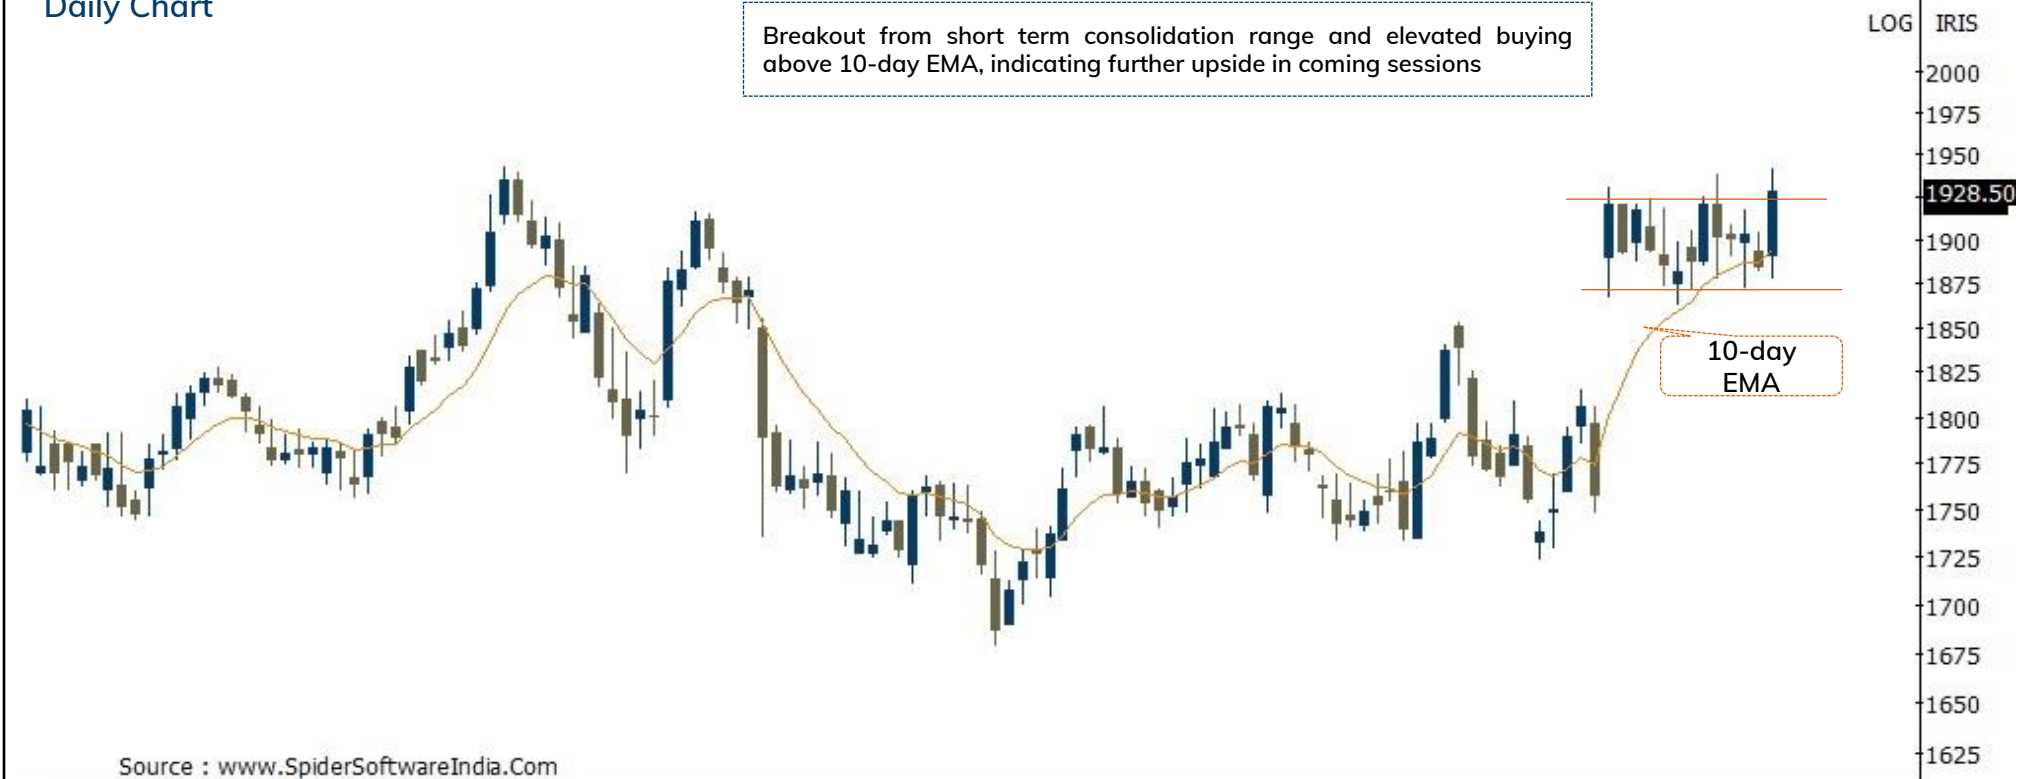 Daily Chart
Breakout from short term consolidation range and elevated buying
above 10-day EMA, indicating further upside in coming sessions
LOG IRIS
2000
1975
1950
1928.50
1900
1875
1850
10-day
EMA
1825
1800
1775
1750
1725
1700
1675
1650
1625
Source : www.SpiderSoftwareIndia.Com